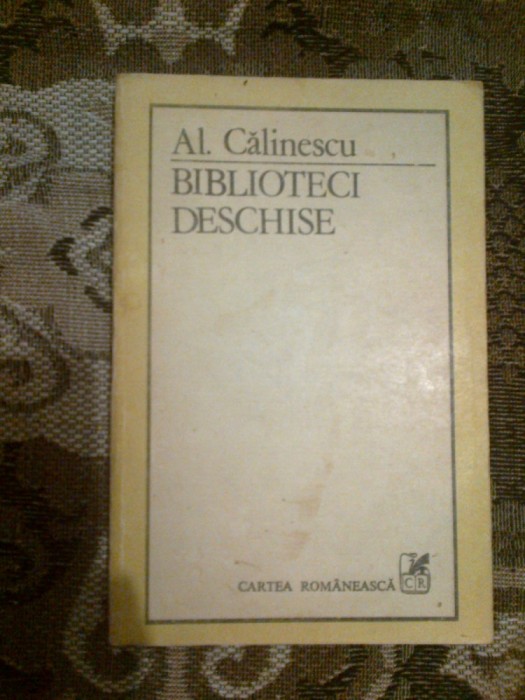 Al. Călinescu
BIBLIOTECI
DESCHISE
CARTEA ROMÂNEASCĂ
CR